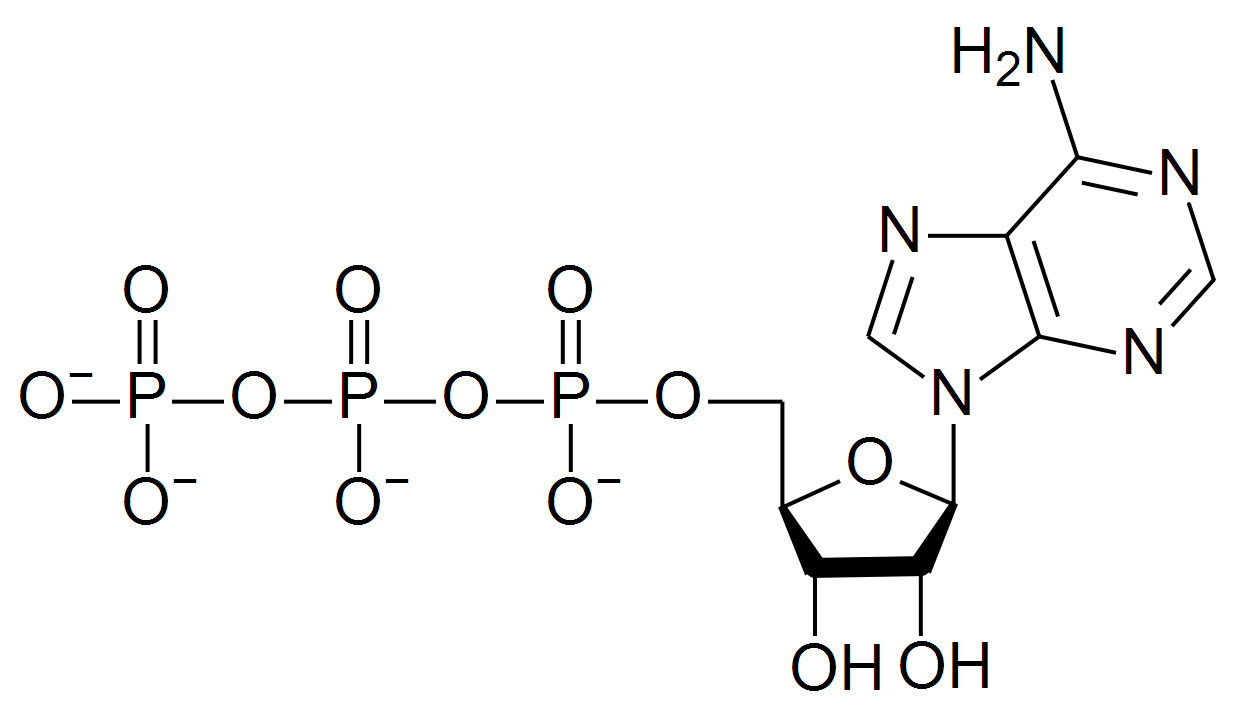 H₂N
N
N
O O O
N
O⁻ P O P O P O
N
O
O⁻ O⁻ O⁻
OH OH